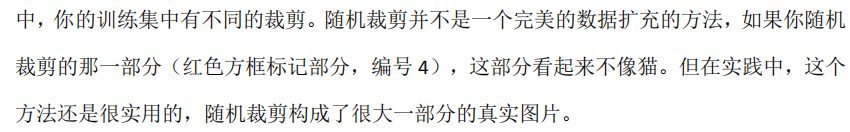 中，你的训练集中有不同的裁剪。随机裁剪并不是一个完美的数据扩充的方法，如果你随机
裁剪的那一部分（红色方框标记部分，编号 4），这部分看起来不像猫。但在实践中，这个
方法还是很实用的，随机裁剪构成了很大一部分的真实图片。